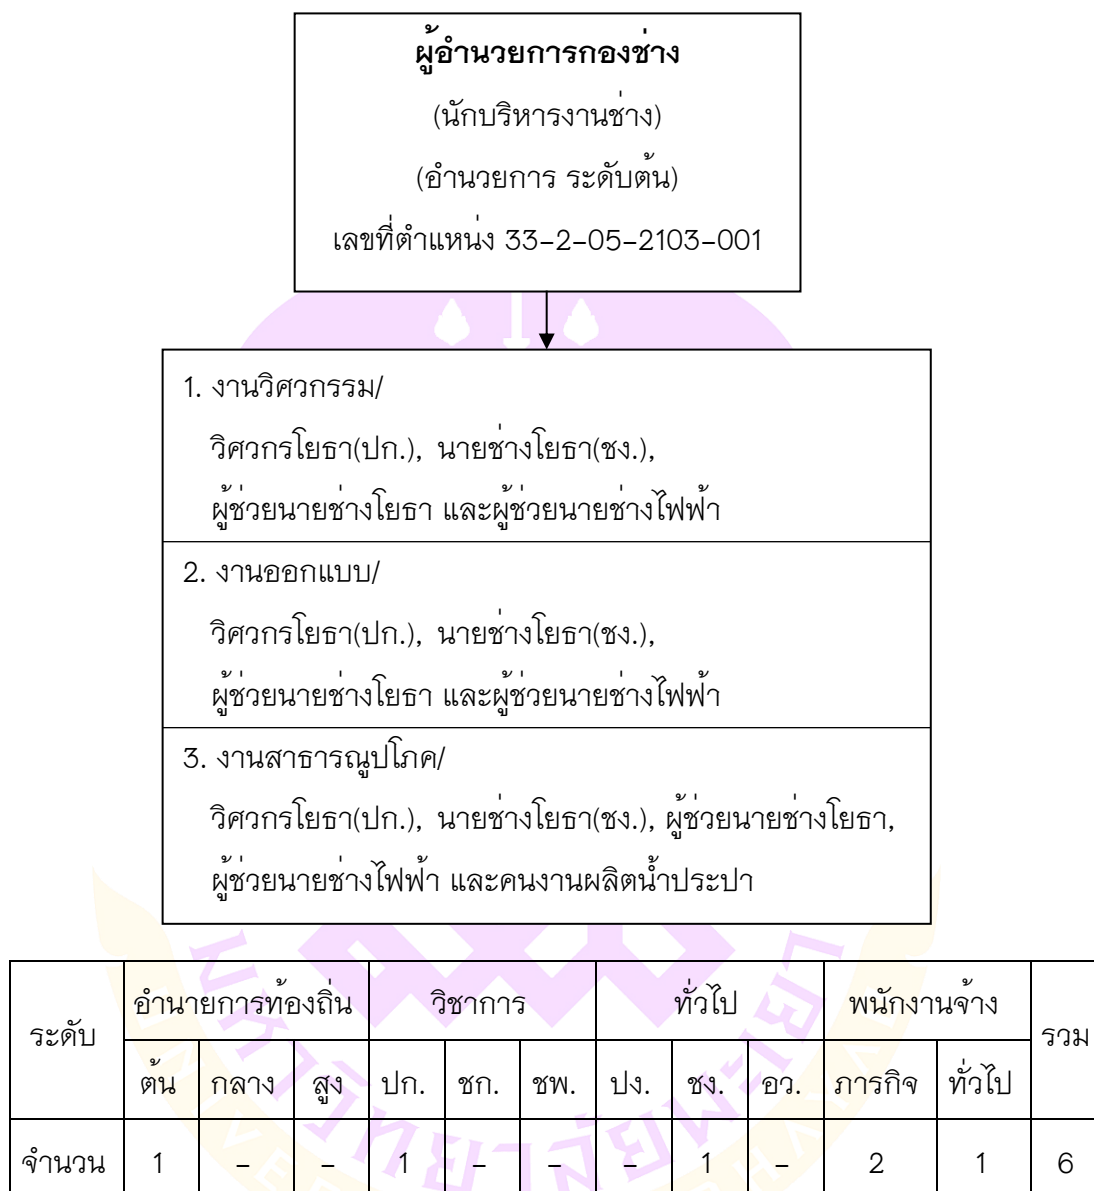 ผู้อำนวยการกองช่าง
(นักบริหารงานช่าง)
(อำนวยการ ระดับต้น)
เลขที่ตำแหน่ง 33-2-05-2103-001
1. งานวิศวกรรม/
วิศวกรโยธา(ปก.), นายช่างโยธา(ชง.),
ผู้ช่วยนายช่างโยธา และผู้ช่วยนายช่างไฟฟ้า
2. งานออกแบบ/
วิศวกรโยธา(ปก.), นายช่างโยธา(ชง.),
ผู้ช่วยนายช่างโยธา และผู้ช่วยนายช่างไฟฟ้า
3. งานสาธารณูปโภค/
วิศวกรโยธา(ปก.), นายช่างโยธา(ชง.), ผู้ช่วยนายช่างโยธา,
ผู้ช่วยนายช่างไฟฟ้า และคนงานผลิตน้ำประปา
ระดับ อำนายการท้องถิ่น วิชาการ ทั่วไป พนักงานจ้าง รวม
ต้น กลาง สูง ปก. ชก. ชพ. ปง. ชง. อว. ภารกิจ ทั่วไป
จำนวน 1 - - 1 - - - 1 - 2 1 6